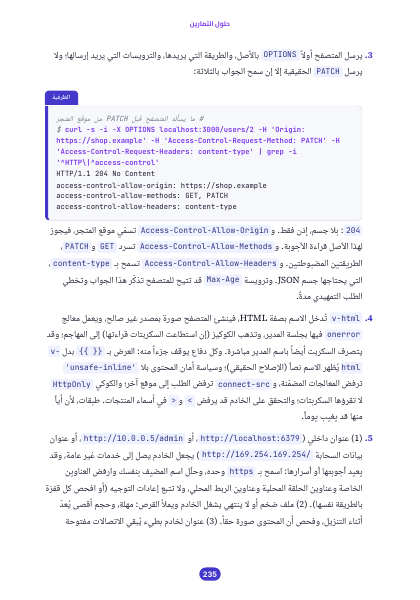 حلول التمارين
3. يرسل المتصفح أولاً OPTIONS بالأصل، والطريقة التي يريدها، والترويسات التي يريد إرسالها؛ ولا
يرسل PATCH الحقيقية إلا إن سمح الجواب بالثلاثة:
الطرفية
# ما يسأله المتصفح قبل PATCH من موقع المتجر
$ curl -s -i -X OPTIONS localhost:3000/users/2 -H 'Origin:
https://shop.example' -H 'Access-Control-Request-Method: PATCH' -H
'Access-Control-Request-Headers: content-type' | grep -i
'^HTTP\|^access-control'
HTTP/1.1 204 No Content
access-control-allow-origin: https://shop.example
access-control-allow-methods: GET, PATCH
access-control-allow-headers: content-type
204 : بلا جسم، إذن فقط. و Access-Control-Allow-Origin تسمّي موقع المتجر، فيجوز
لهذا الأصل قراءة الأجوبة. و Access-Control-Allow-Methods تسرد GET و PATCH ،
الطريقتين المضبوطتين. و Access-Control-Allow-Headers تسمح بـ content-type ،
التي يحتاجها جسم JSON. وترويسة Max-Age قد تتيح للمتصفح تذكّر هذا الجواب وتخطي
الطلب التمهيدي مدةً.
4. v-html تُدخل الاسم بصفة HTML، فينشئ المتصفح صورة بمصدر غير صالح، ويعمل معالج
onerror فيها بجلسة المدير، وتذهب الكوكيز (إن استطاعت السكربتات قراءتها) إلى المهاجم؛ وقد
يتصرف السكربت أيضاً باسم المدير مباشرة. وكل دفاع يوقف جزءاً منه: العرض بـ {{ }} بدل v-
html يُظهر الاسم نصاً (الإصلاح الحقيقي)؛ وسياسة أمان المحتوى بلا 'unsafe-inline'
ترفض المعالجات المضمّنة، و connect-src ترفض الطلب إلى موقع آخر؛ والكوكي HttpOnly
لا تقرؤها السكربتات؛ والتحقق على الخادم قد يرفض < و > في أسماء المنتجات. طبقات، لأن أياً
منها قد يغيب يوماً.
5. (1) عنوان داخلي ( http://localhost:6379 ، أو http://10.0.0.5/admin ، أو عنوان
بيانات السحابة http://169.254.169.254/ ) يجعل الخادم يصل إلى خدمات غير عامة، وقد
يعيد أجوبتها أو أسرارها: اسمح بـ https وحده، وحلّل اسم المضيف بنفسك وارفض العناوين
الخاصة وعناوين الحلقة المحلية وعناوين الربط المحلي، ولا تتبع إعادات التوجيه (أو افحص كل قفزة
بالطريقة نفسها). (2) ملف ضخم أو لا ينتهي يشغل الخادم ويملأ القرص: مهلة، وحجم أقصى يُعدّ
أثناء التنزيل، وفحص أن المحتوى صورة حقاً. (3) عنوان لخادم بطيء يُبقي الاتصالات مفتوحة
235